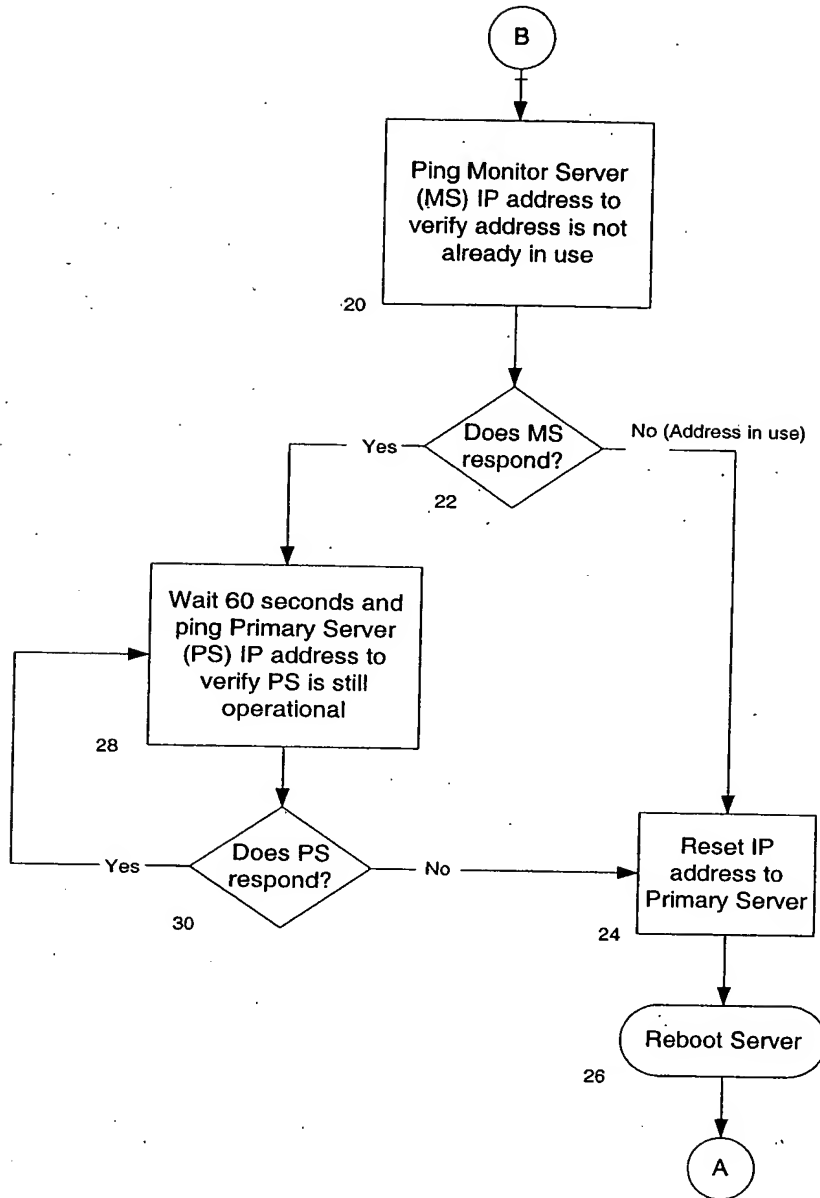 B
Ping Monitor Server
(MS) IP address to
verify address is not
already in use
20
Does MS
respond?
Yes
No (Address in use)
22
Wait 60 seconds and
ping Primary Server
(PS) IP address to
verify PS is still
operational
28
Does PS
respond?
Yes
No
30
Reset IP
address to
Primary Server
24
Reboot Server
26
A